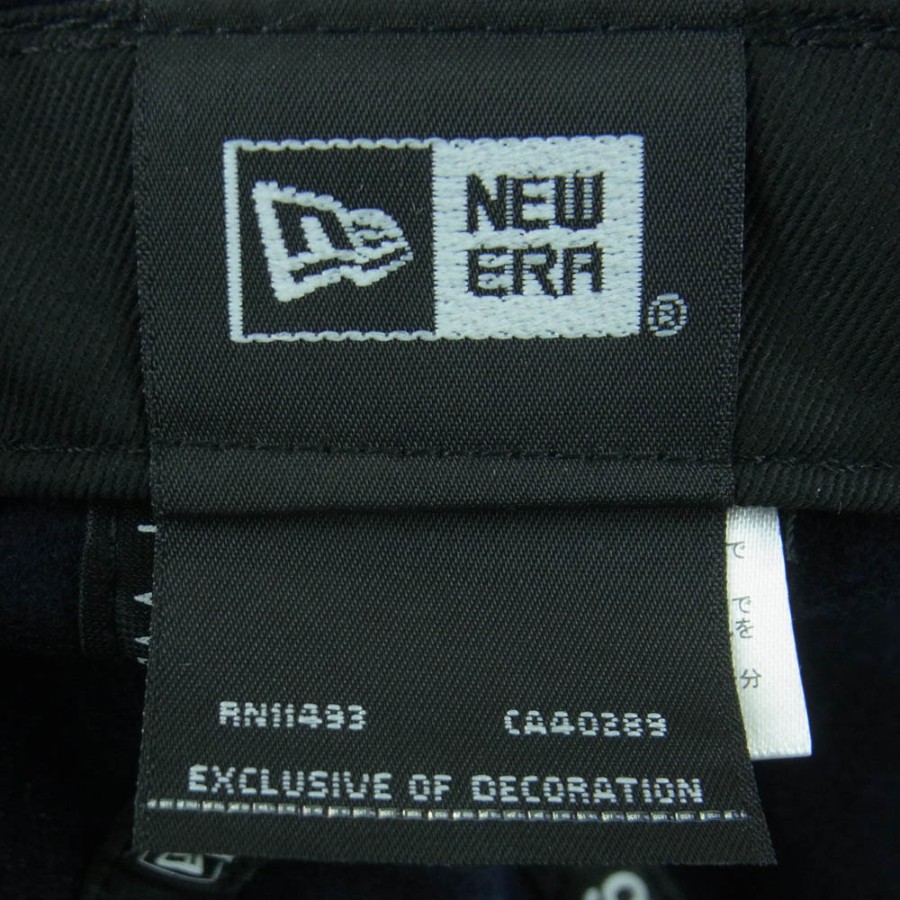 NEW
ERA
®
で
でを
分
RN11493 CA40289
EXCLUSIVE OF DECORATION